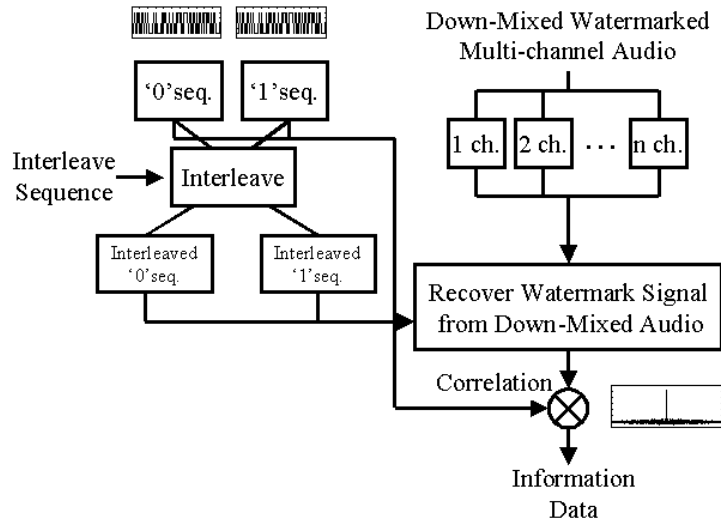 Down-Mixed Watermarked
Multi-channel Audio
‘0’seq.
‘1’seq.
1 ch.
2 ch.
...
n ch.
Interleave
Sequence
Interleave
Interleaved
‘0’seq.
Interleaved
‘1’seq.
Recover Watermark Signal
from Down-Mixed Audio
Correlation
Information
Data